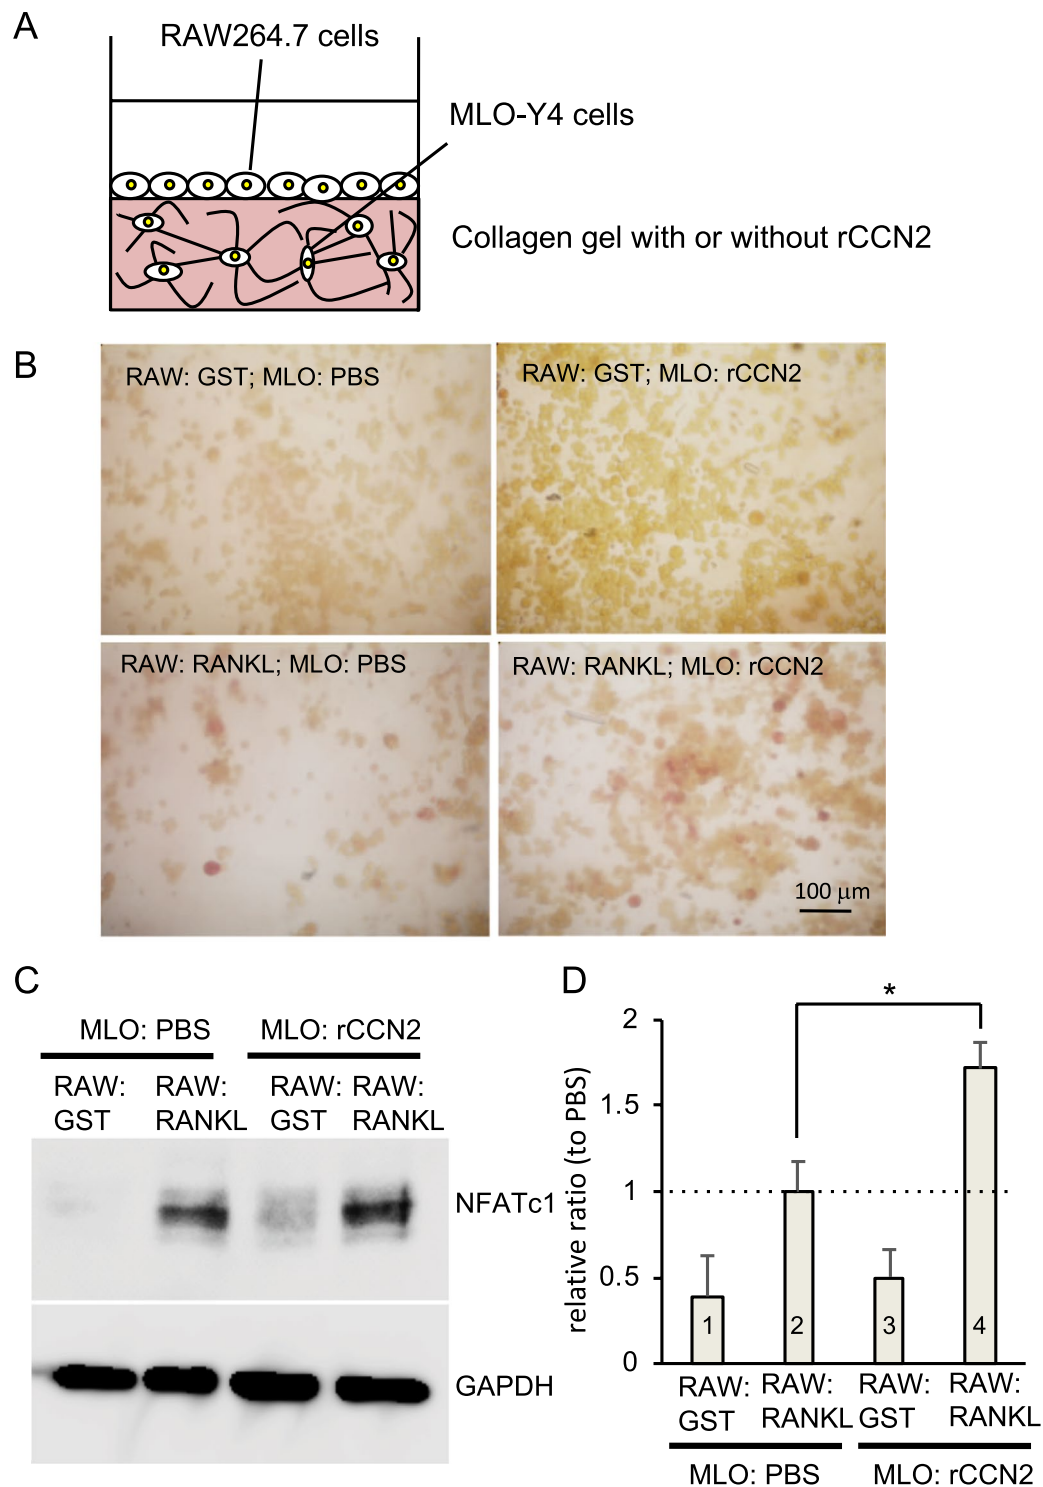 A
RAW264.7 cells
MLO-Y4 cells
Collagen gel with or without rCCN2
B
RAW: GST; MLO: PBS
RAW: GST; MLO: rCCN2
RAW: RANKL; MLO: PBS
RAW: RANKL; MLO: rCCN2
100 μm
C
MLO: PBS
MLO: rCCN2
RAW:
GST
RAW:
RANKL
RAW:
GST
RAW:
RANKL
NFATc1
GAPDH
D
*
relative ratio (to PBS)
2
1.5
1
0.5
0
1
2
3
4
RAW:
GST
RAW:
RANKL
RAW:
GST
RAW:
RANKL
MLO: PBS
MLO: rCCN2